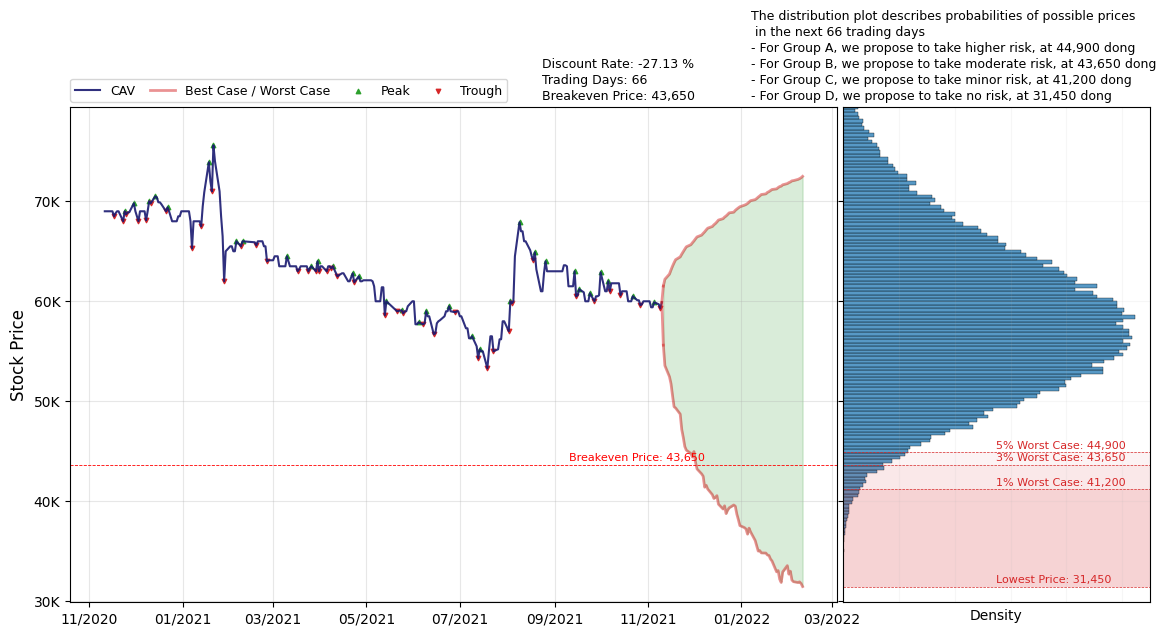 The distribution plot describes probabilities of possible prices
in the next 66 trading days
- For Group A, we propose to take higher risk, at 44,900 dong
- For Group B, we propose to take moderate risk, at 43,650 dong
- For Group C, we propose to take minor risk, at 41,200 dong
- For Group D, we propose to take no risk, at 31,450 dong
Discount Rate: -27.13 %
Trading Days: 66
Breakeven Price: 43,650
CAV
Best Case / Worst Case
Peak
Trough
Stock Price
70K
60K
50K
40K
30K
Breakeven Price: 43,650
11/2020
01/2021
03/2021
05/2021
07/2021
09/2021
11/2021
01/2022
03/2022
5% Worst Case: 44,900
3% Worst Case: 43,650
1% Worst Case: 41,200
Lowest Price: 31,450
Density